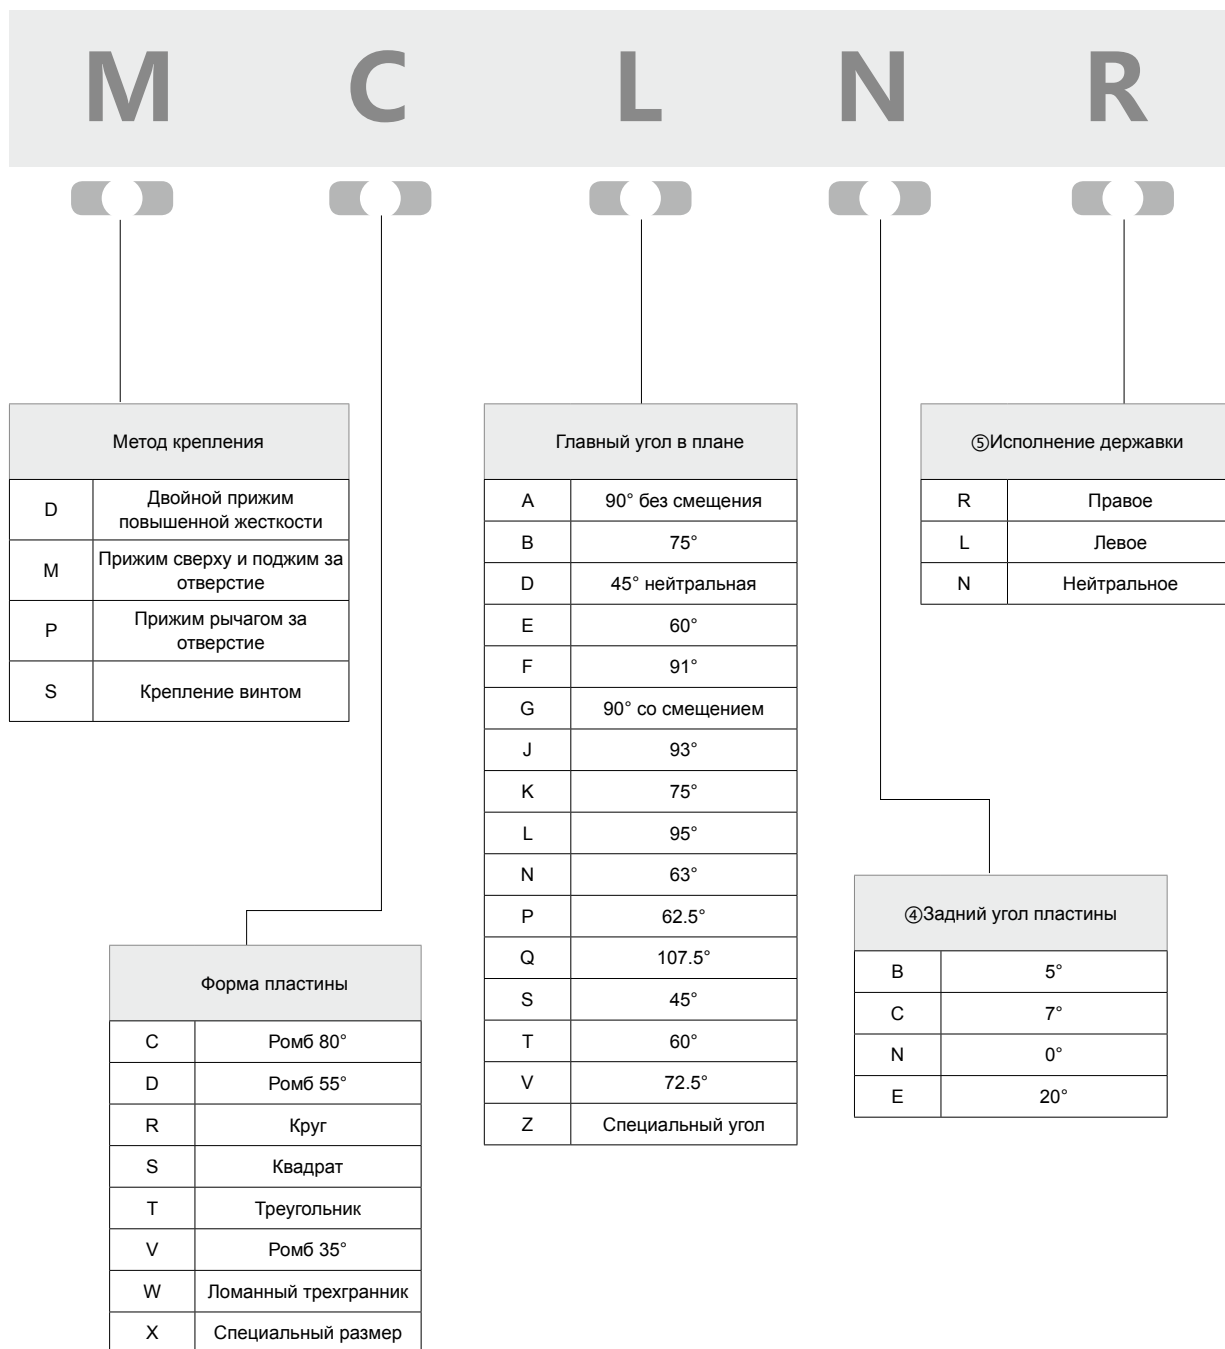 M C L N R
Метод крепления
D Двойной прижим
повышенной жесткости
M Прижим сверху и поджим за
отверстие
P Прижим рычагом за
отверстие
S Крепление винтом
Форма пластины
C Ромб 80°
D Ромб 55°
R Круг
S Квадрат
T Треугольник
V Ромб 35°
W Ломанный трехгранник
X Специальный размер
Главный угол в плане
A 90° без смещения
B 75°
D 45° нейтральная
E 60°
F 91°
G 90° со смещением
J 93°
K 75°
L 95°
N 63°
P 62.5°
Q 107.5°
S 45°
T 60°
V 72.5°
Z Специальный угол
④Задний угол пластины
B 5°
C 7°
N 0°
E 20°
⑤Исполнение державки
R Правое
L Левое
N Нейтральное